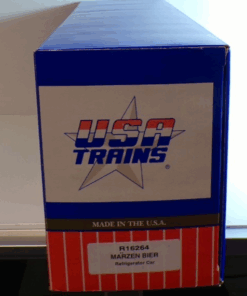 USA
TRAINS
®
MADE IN THE U.S.A.
R16264
MARZEN BIER
Refrigerator Car